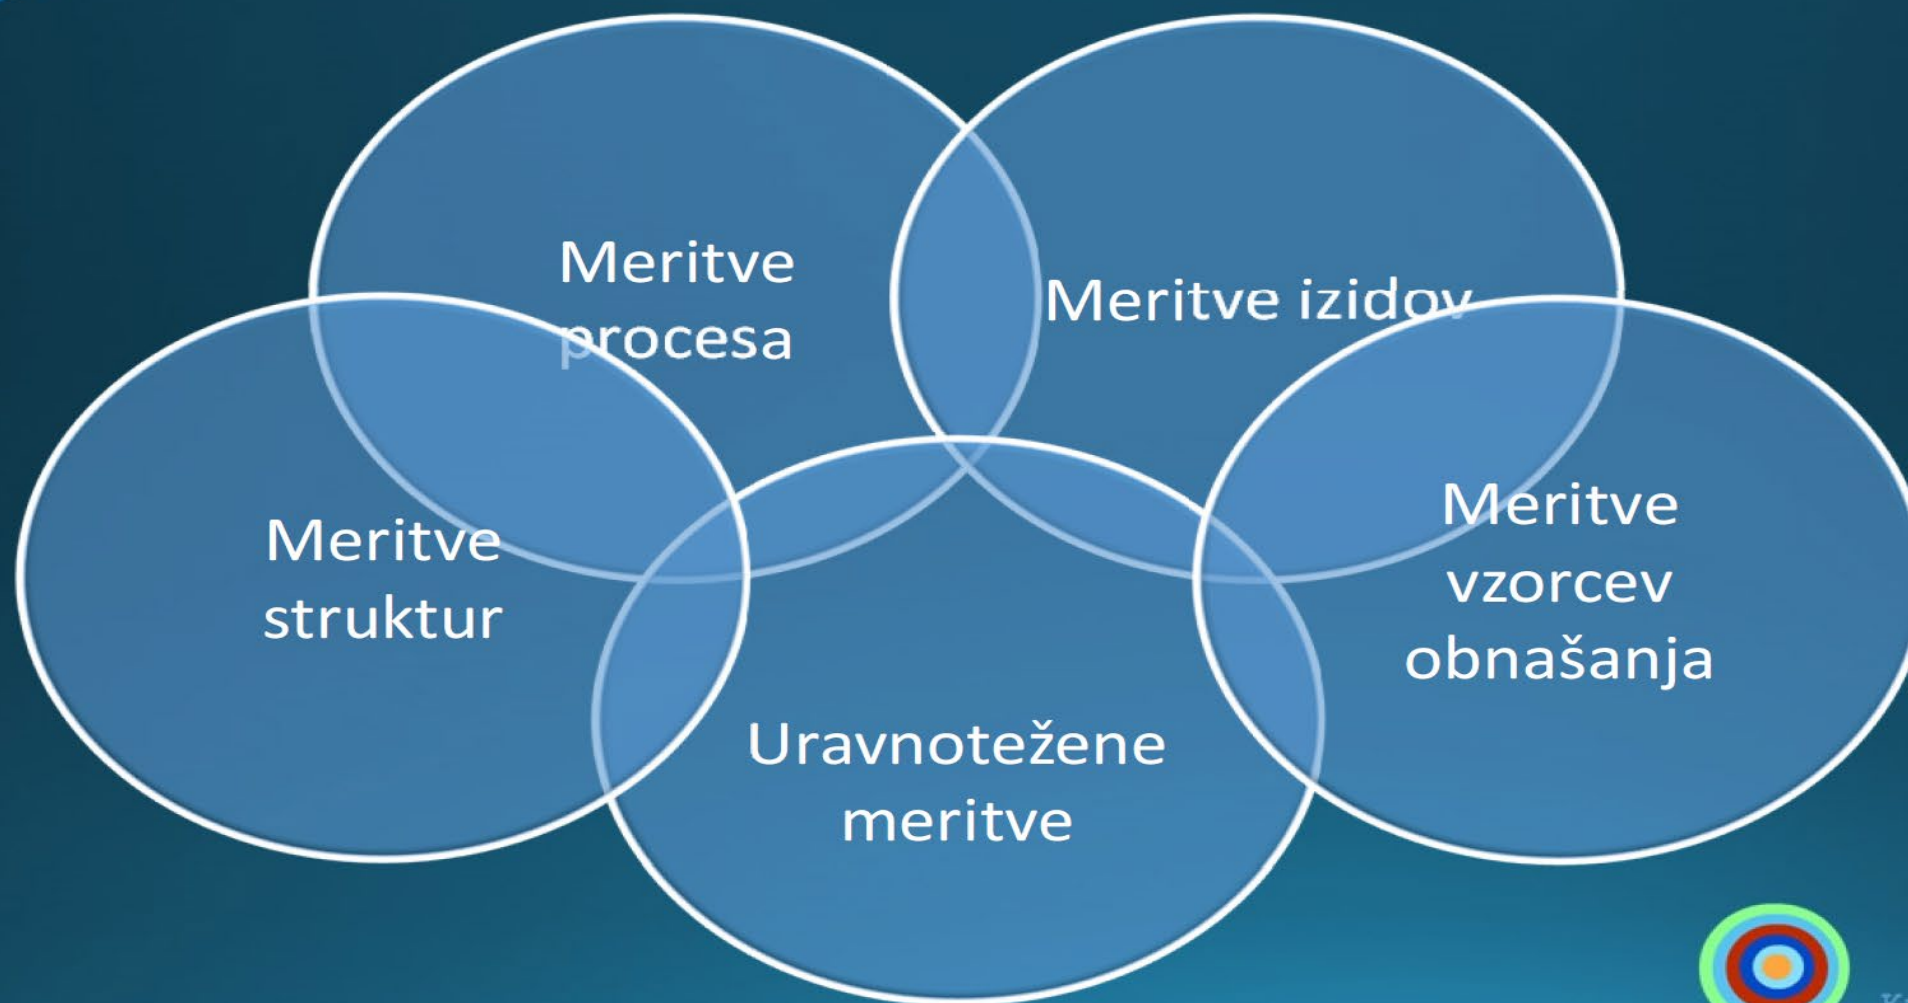 Meritve
procesa
Meritve izidov
Meritve
struktur
Meritve
vzorcev
obnašanja
Uravnotežene
meritve